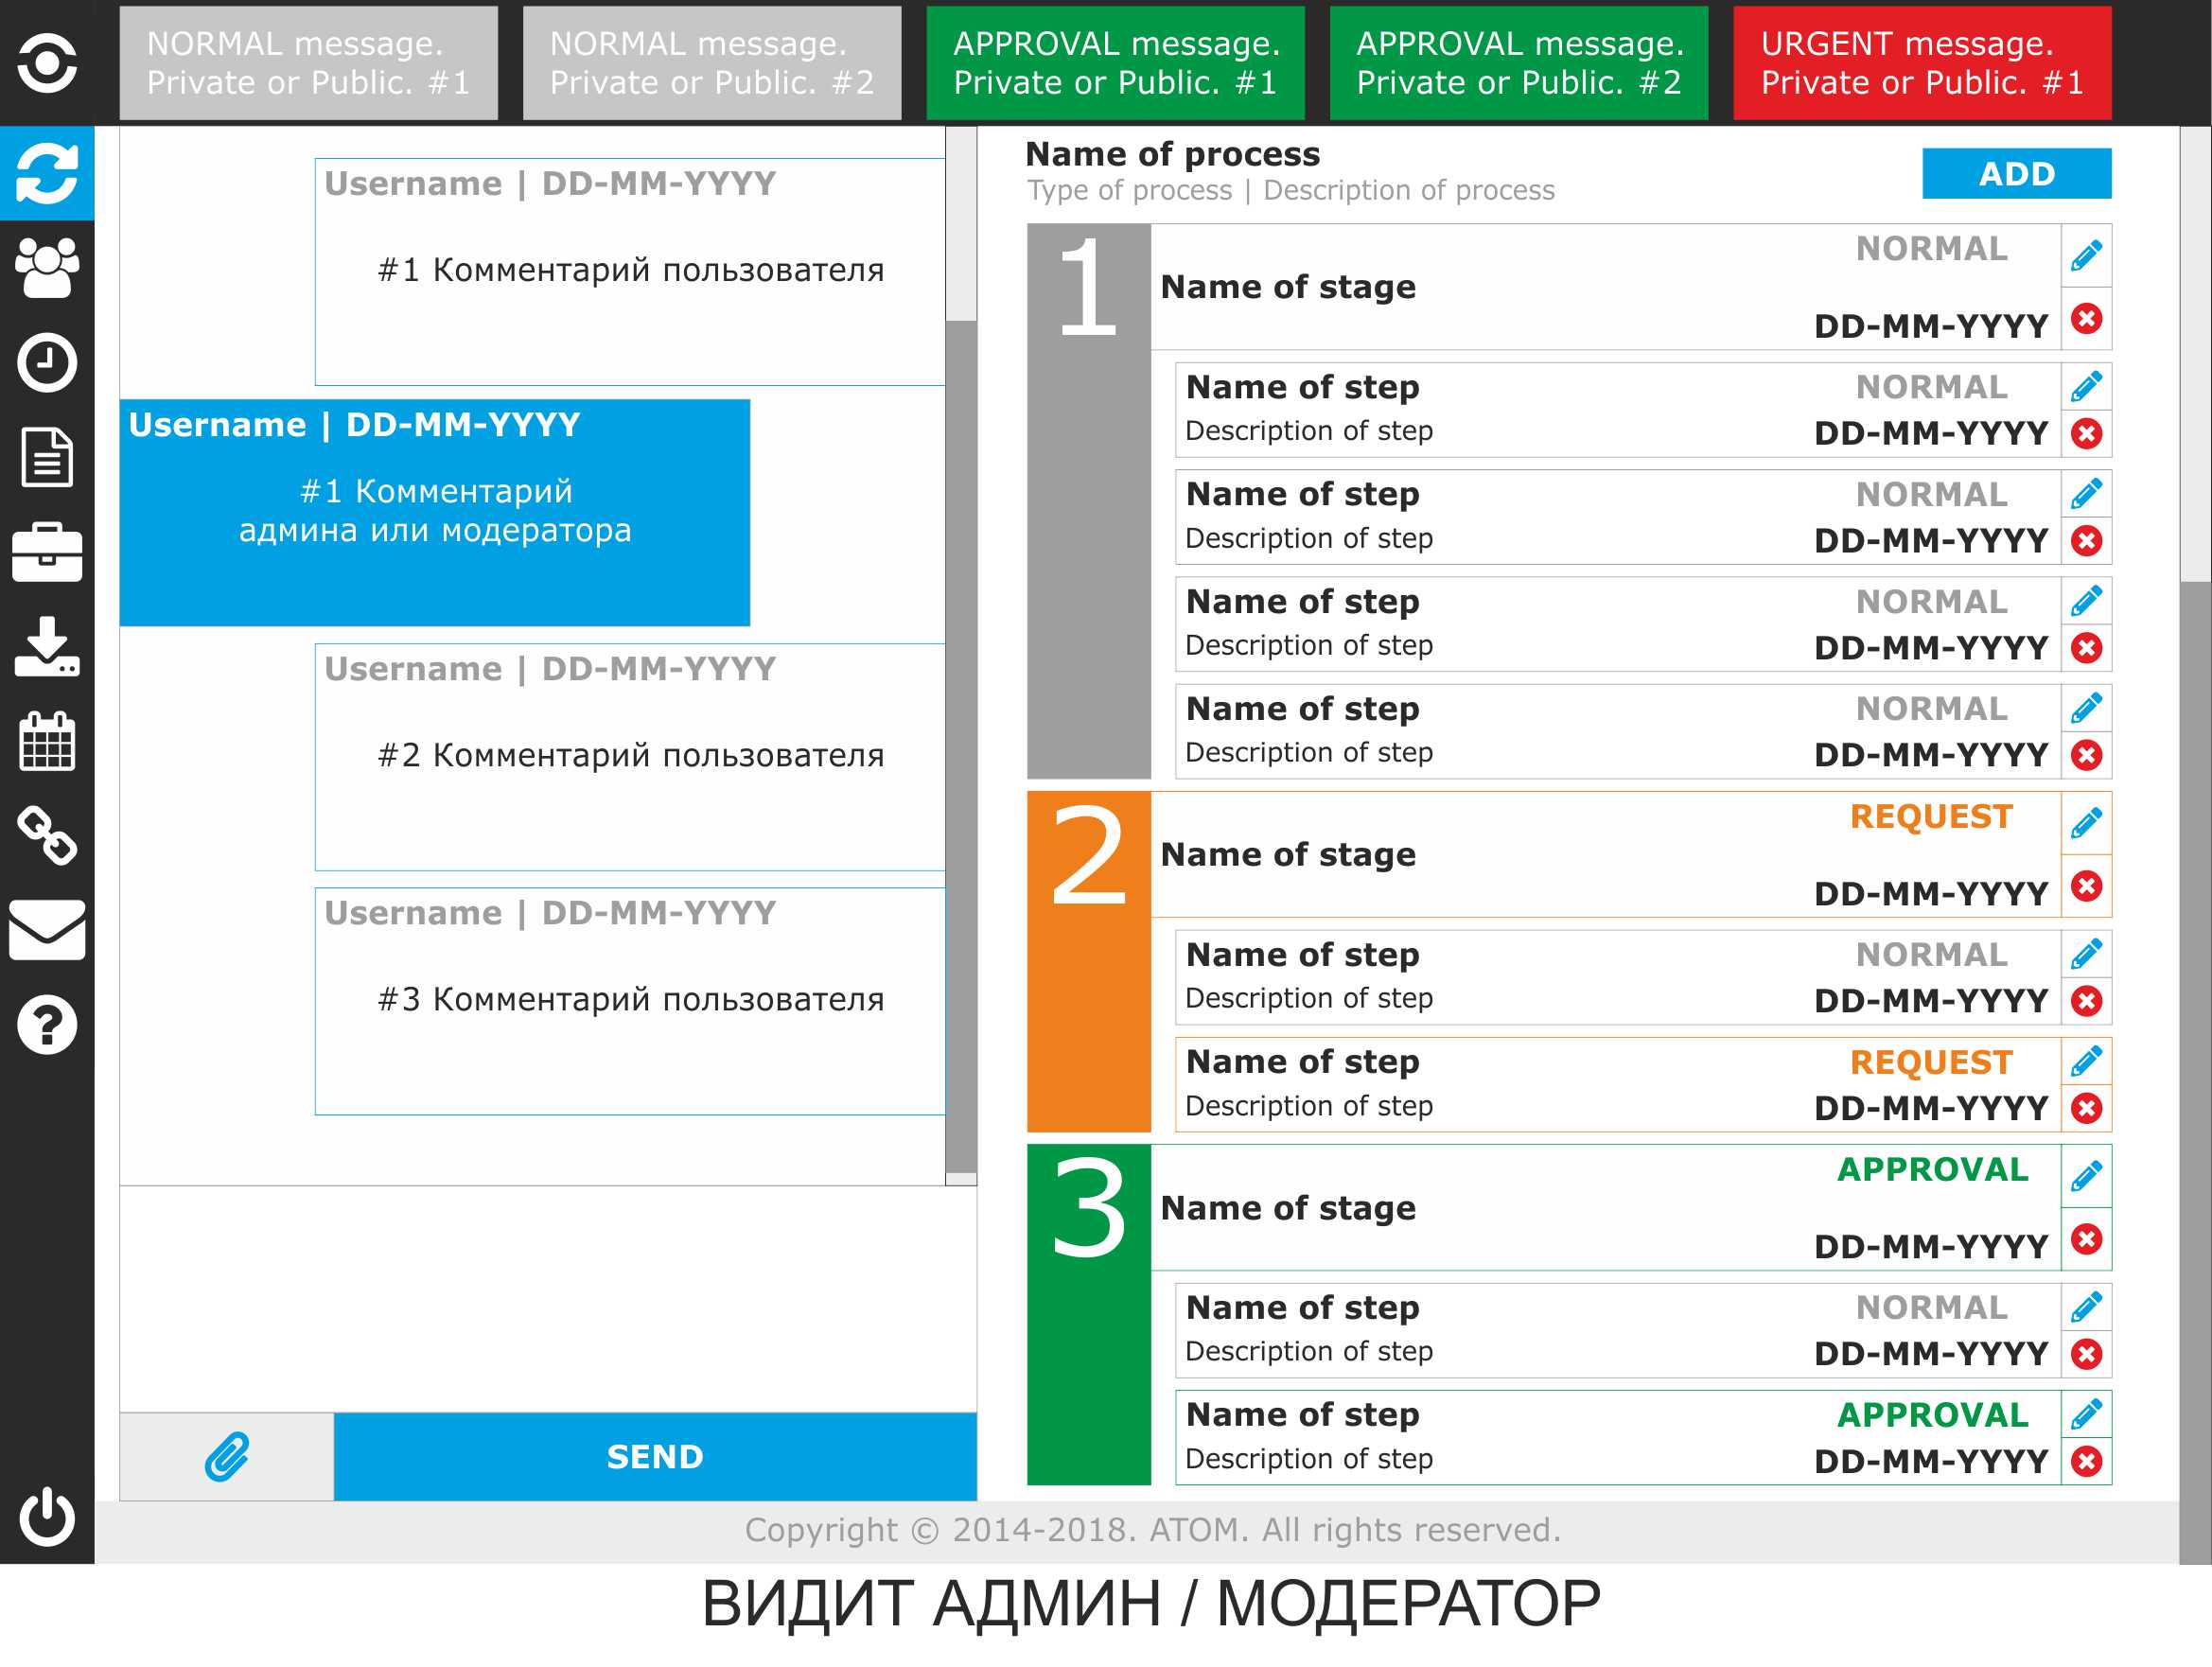 NORMAL message.
Private or Public. #1
NORMAL message.
Private or Public. #2
APPROVAL message.
Private or Public. #1
APPROVAL message.
Private or Public. #2
URGENT message.
Private or Public. #1
Username | DD-MM-YYYY
#1 Комментарий пользователя
Username | DD-MM-YYYY
#1 Комментарий
админа или модератора
Username | DD-MM-YYYY
#2 Комментарий пользователя
Username | DD-MM-YYYY
#3 Комментарий пользователя
SEND
Name of process
Type of process | Description of process
ADD
1
Name of stage
NORMAL
DD-MM-YYYY
Name of step
NORMAL
Description of step
DD-MM-YYYY
Name of step
NORMAL
Description of step
DD-MM-YYYY
Name of step
NORMAL
Description of step
DD-MM-YYYY
Name of step
NORMAL
Description of step
DD-MM-YYYY
2
Name of stage
REQUEST
DD-MM-YYYY
Name of step
NORMAL
Description of step
DD-MM-YYYY
Name of step
REQUEST
Description of step
DD-MM-YYYY
3
Name of stage
APPROVAL
DD-MM-YYYY
Name of step
NORMAL
Description of step
DD-MM-YYYY
Name of step
APPROVAL
Description of step
DD-MM-YYYY
Copyright © 2014-2018. ATOM. All rights reserved.
ВИДИТ АДМИН / МОДЕРАТОР